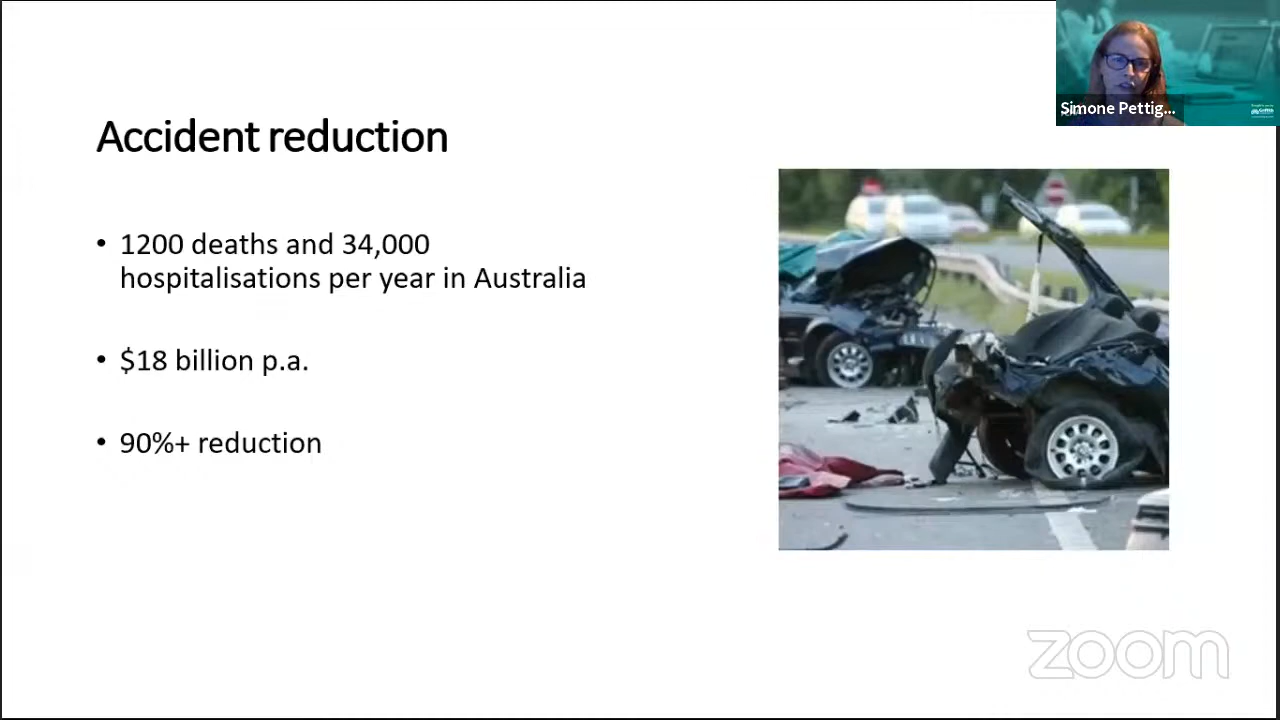 Simone Pettig...
Accident reduction
• 1200 deaths and 34,000
hospitalisations per year in Australia
• $18 billion p.a.
• 90%+ reduction
zoom